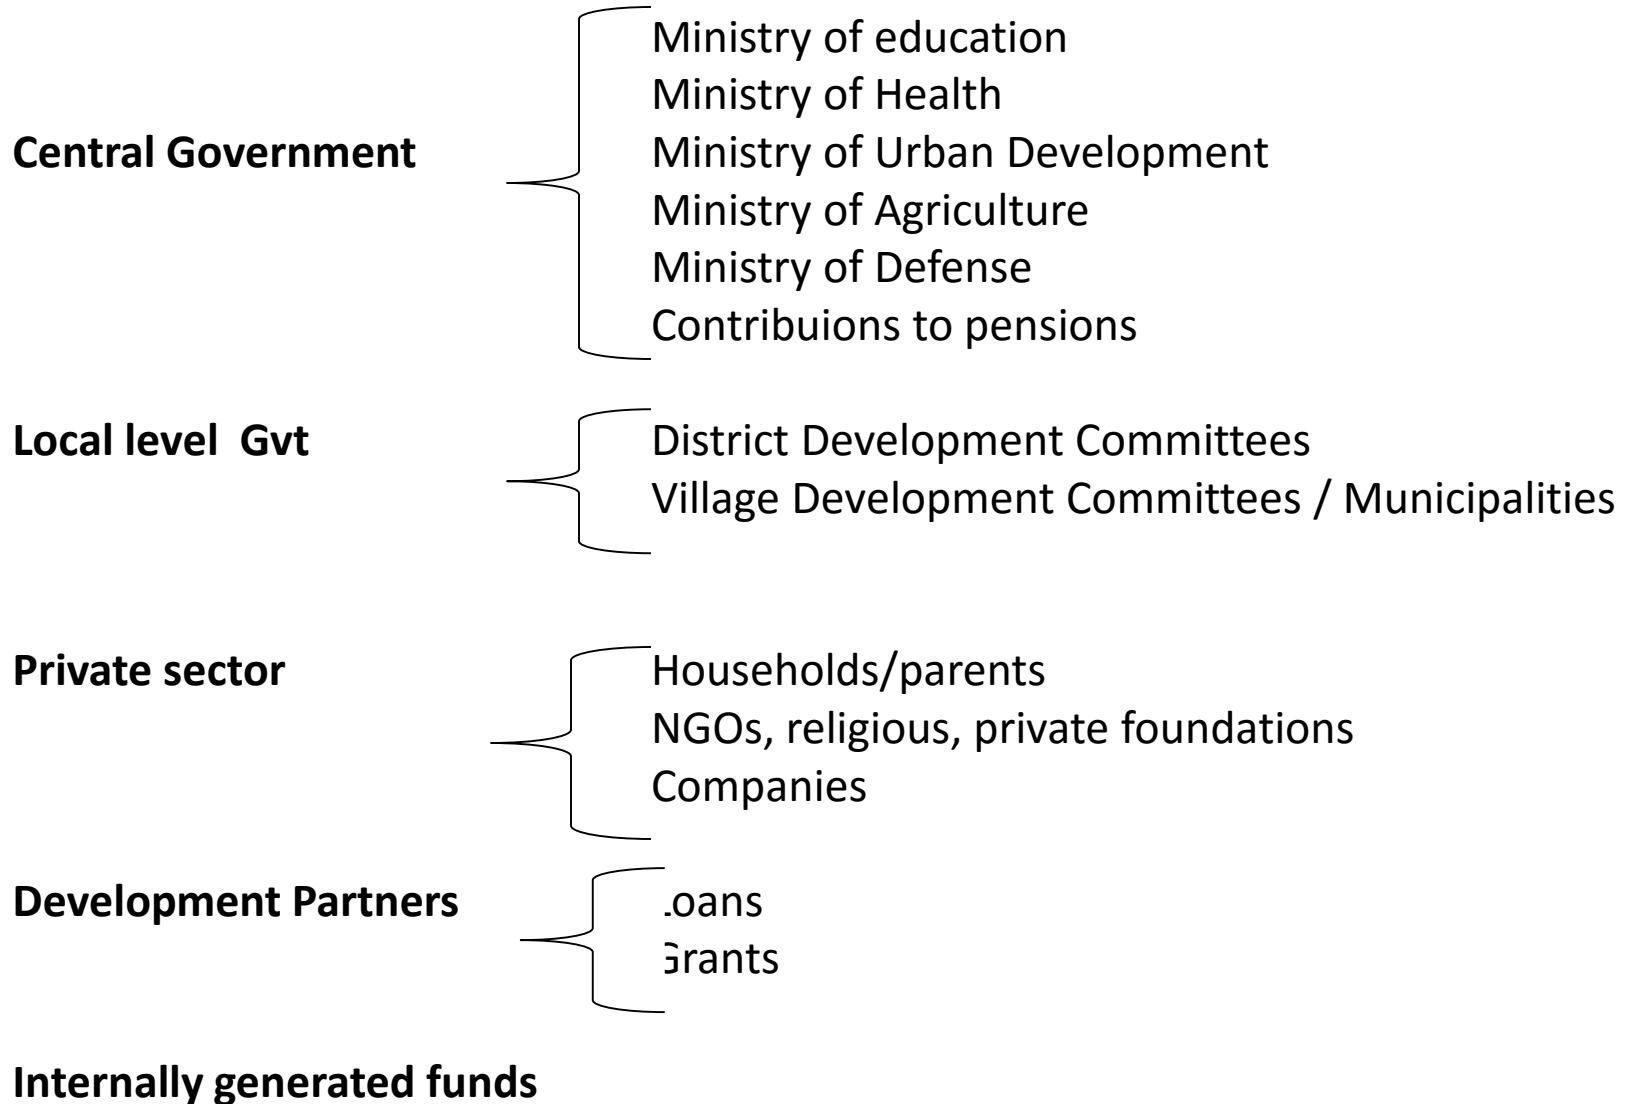 Ministry of education
Ministry of Health
Central Government Ministry of Urban Development
Ministry of Agriculture
Ministry of Defense
Contribuions to pensions
Local level Gvt District Development Committees
Village Development Committees / Municipalities
Private sector Households/parents
NGOs, religious, private foundations
Companies
Development Partners Loans
Grants
Internally generated funds